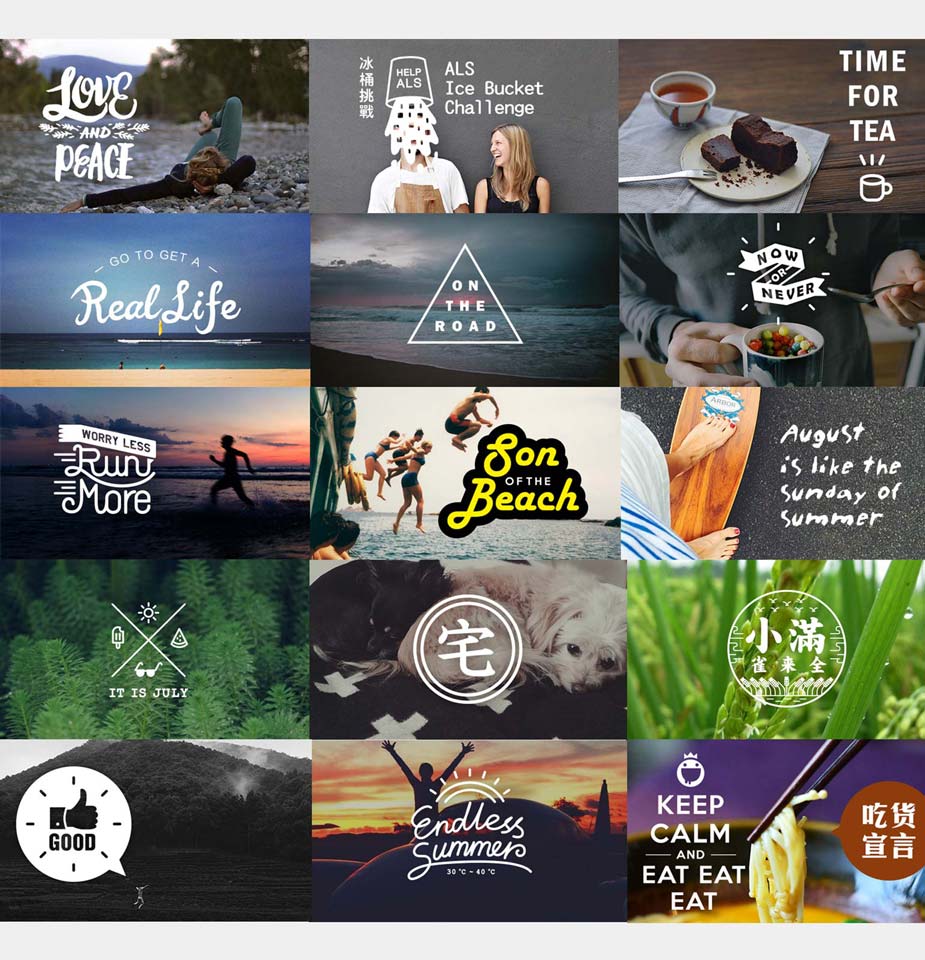 LOVE
AND
PEACE
冰桶挑戰
HELP
ALS
ALS
Ice Bucket
Challenge
TIME
FOR
TEA
GO TO GET A
Real Life
ON
THE
ROAD
NOW
OR
NEVER
WORRY LESS
Run
More
Son
OF THE
Beach
ARBOR
August
is like the
Sunday of
Summer
IT IS JULY
宅
小滿
雀来全
GOOD
Endless
Summer
30°C ~ 40°C
KEEP
CALM
AND
EAT EAT
EAT
吃货
宣言